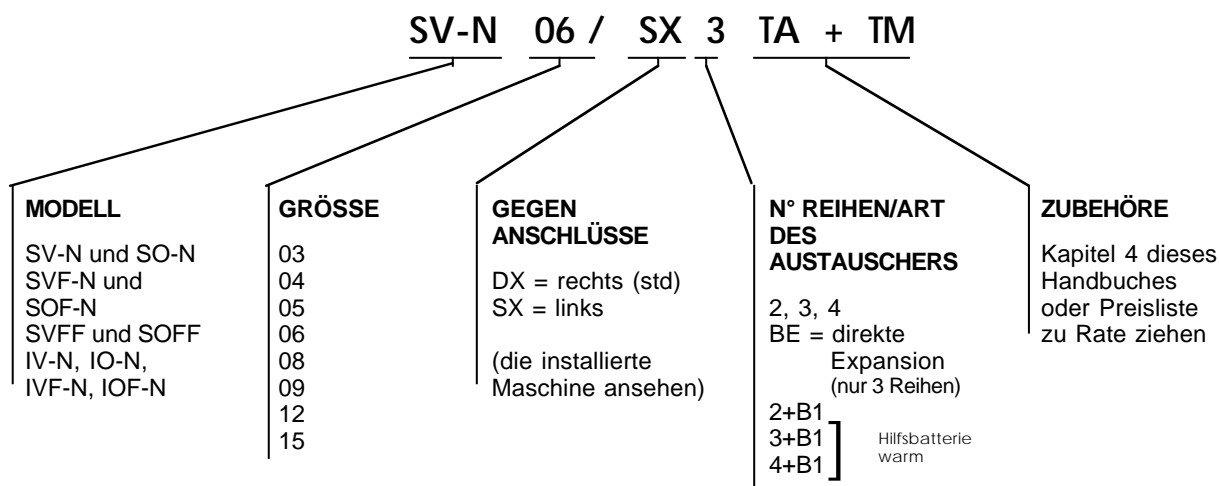 SV-N 06 / SX 3 TA + TM
MODELL
SV-N und SO-N
SVF-N und
SOF-N
SVFF und SOFF
IV-N, IO-N,
IVF-N, IOF-N
GRÖSSE
03
04
05
06
08
09
12
15
GEGEN
ANSCHLÜSSE
DX = rechts (std)
SX = links
(die installierte
Maschine ansehen)
N° REIHEN/ART
DES
AUSTAUSCHERS
2, 3, 4
BE = direkte
Expansion
(nur 3 Reihen)
2+B1
3+B1
4+B1
Hilfsbatterie
warm
ZUBEHÖRE
Kapitel 4 dieses
Handbuches
oder Preisliste
zu Rate ziehen